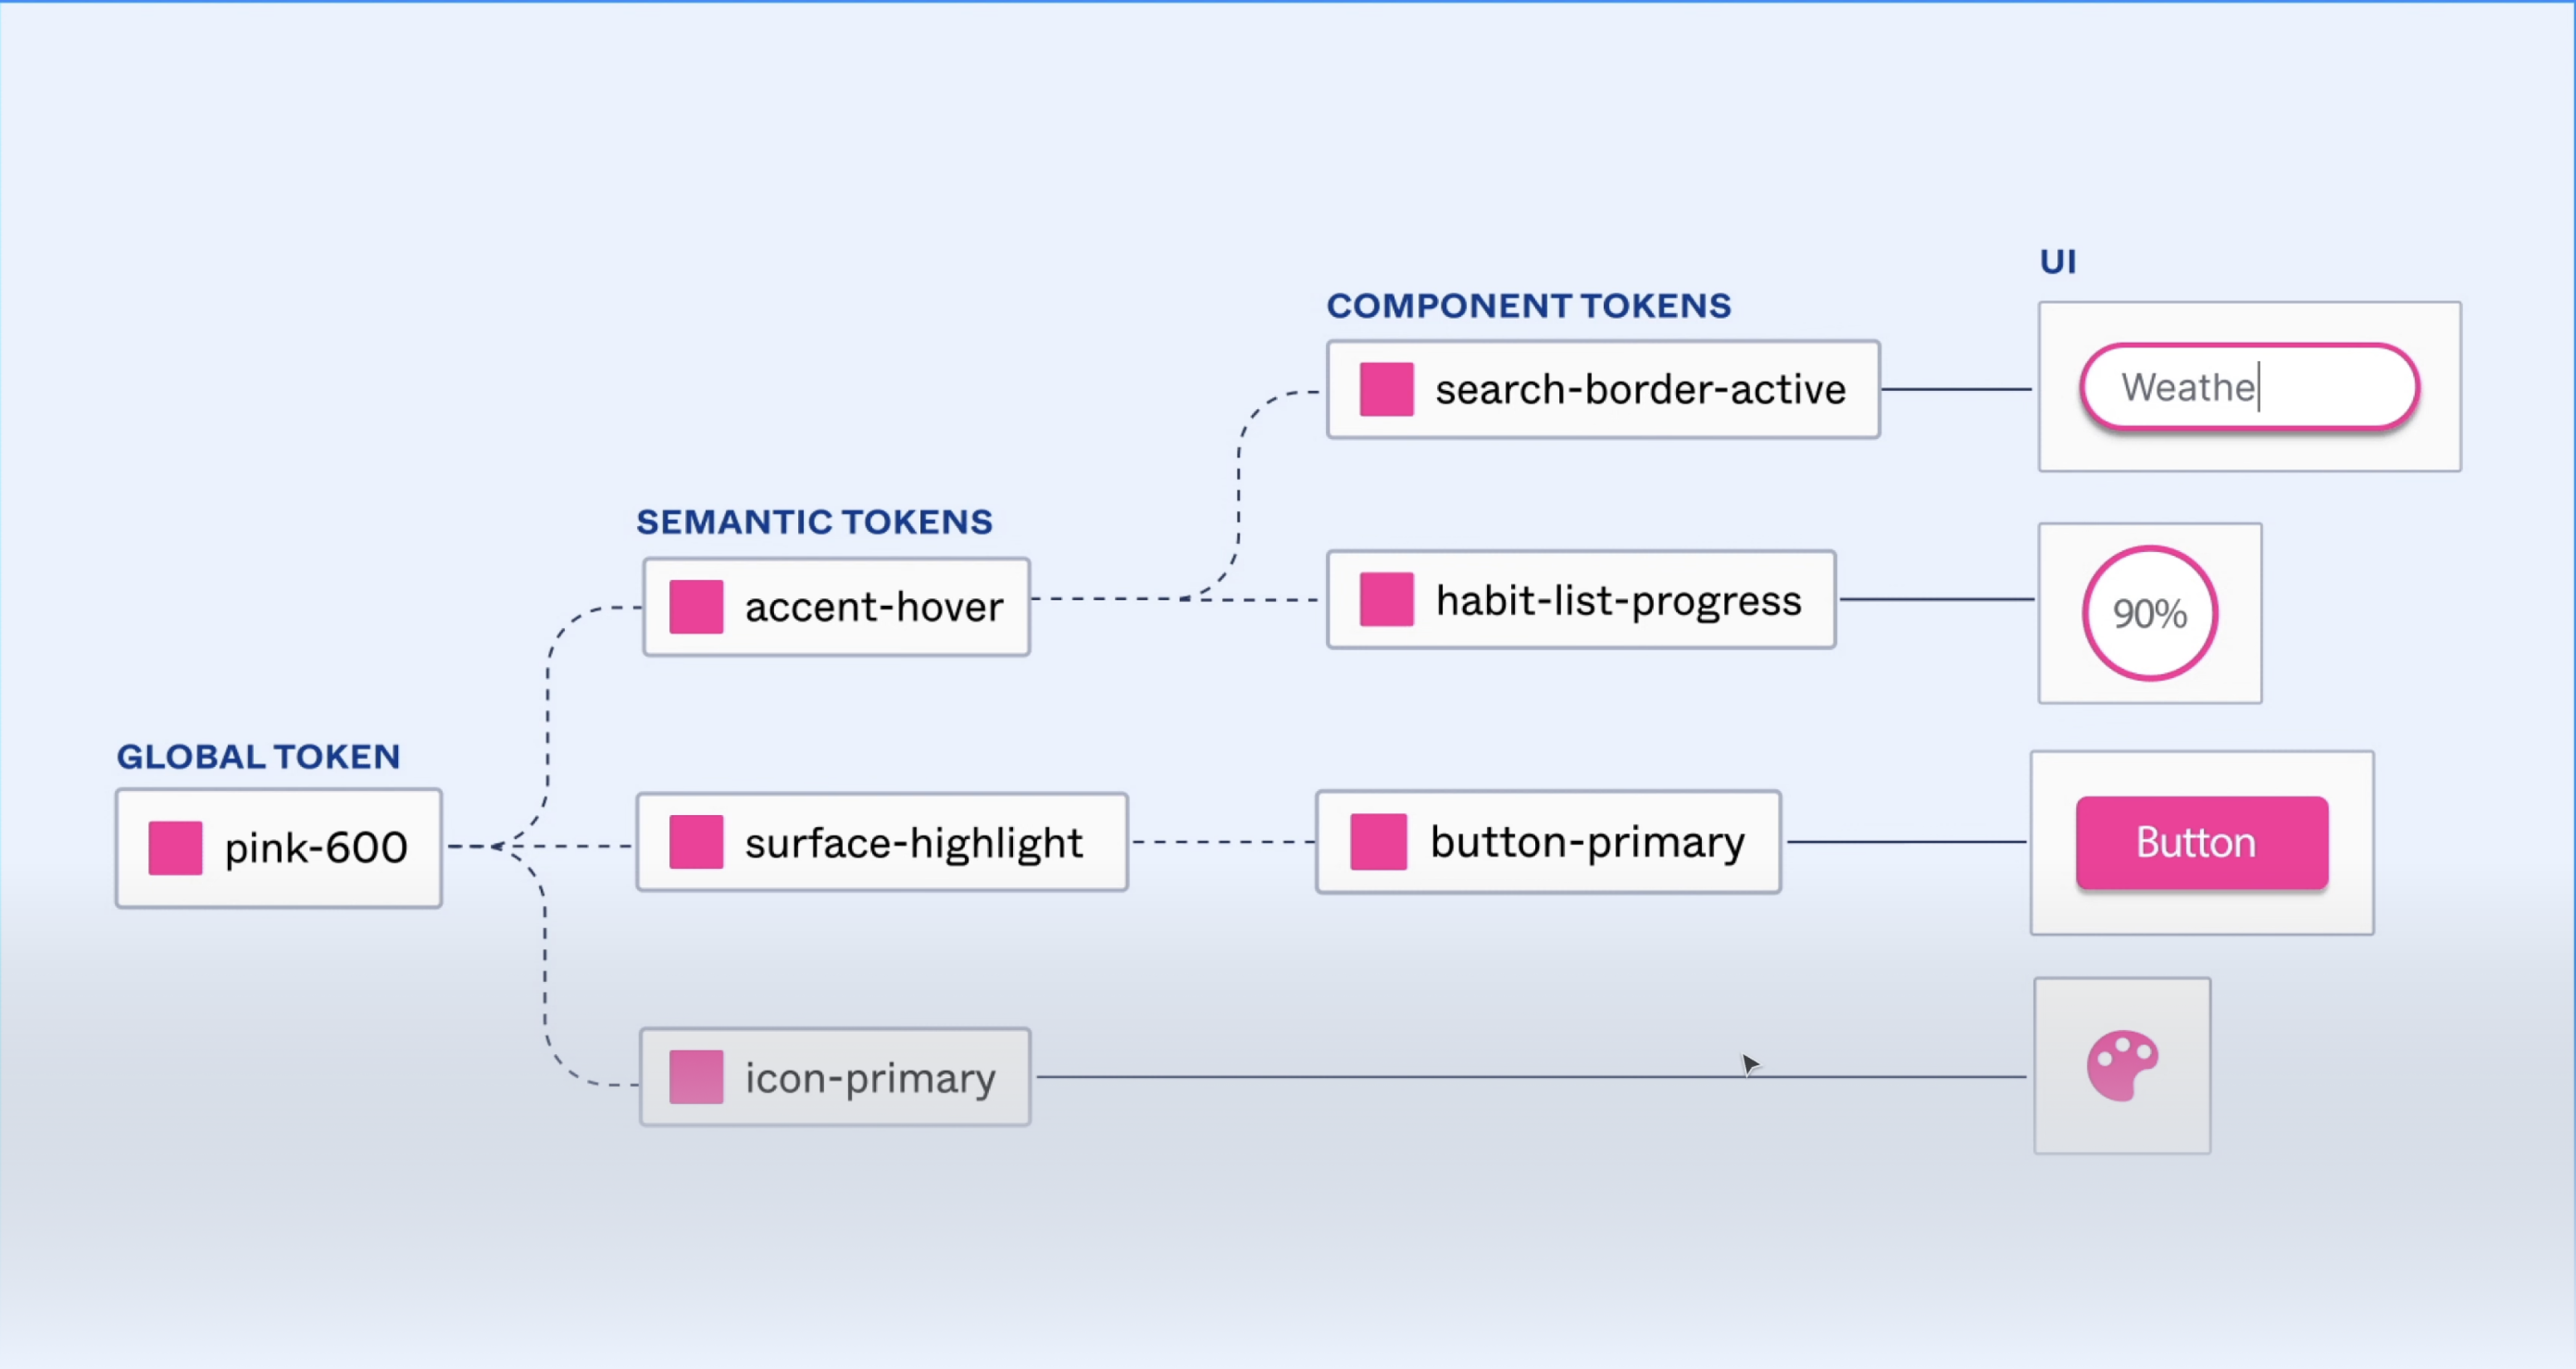 UI
COMPONENT TOKENS
search-border-active
Weathe
SEMANTIC TOKENS
accent-hover
habit-list-progress
90%
GLOBAL TOKEN
pink-600
surface-highlight
button-primary
Button
icon-primary